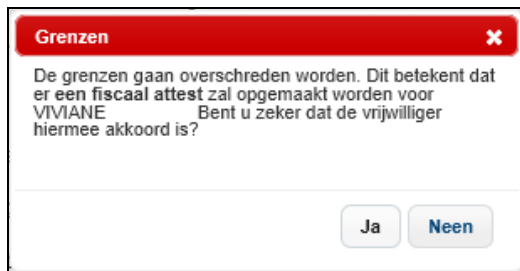 Grenzen
De grenzen gaan overschreden worden. Dit betekent dat
er een fiscaal attest zal opgemaakt worden voor
VIVIANE Bent u zeker dat de vrijwilliger
hiermee akkoord is?
Ja Neen